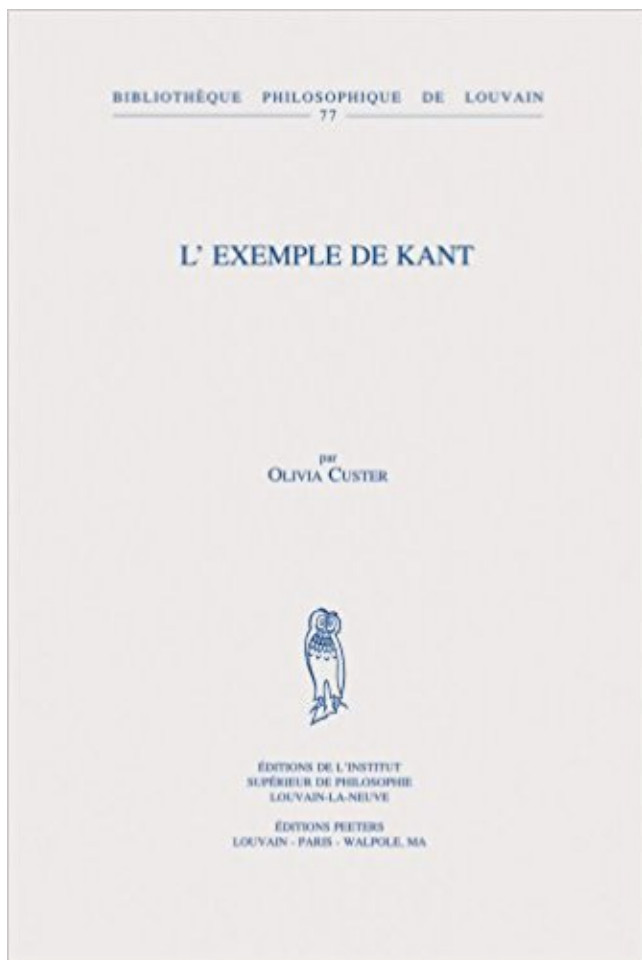 BIBLIOTHÈQUE PHILOSOPHIQUE DE LOUVAIN
77
L' EXEMPLE DE KANT
par
OLIVIA CUSTER
ÉDITIONS DE L'INSTITUT
SUPÉRIEUR DE PHILOSOPHIE
LOUVAIN-LA-NEUVE
ÉDITIONS PEETERS
LOUVAIN - PARIS - WALPOLE, MA